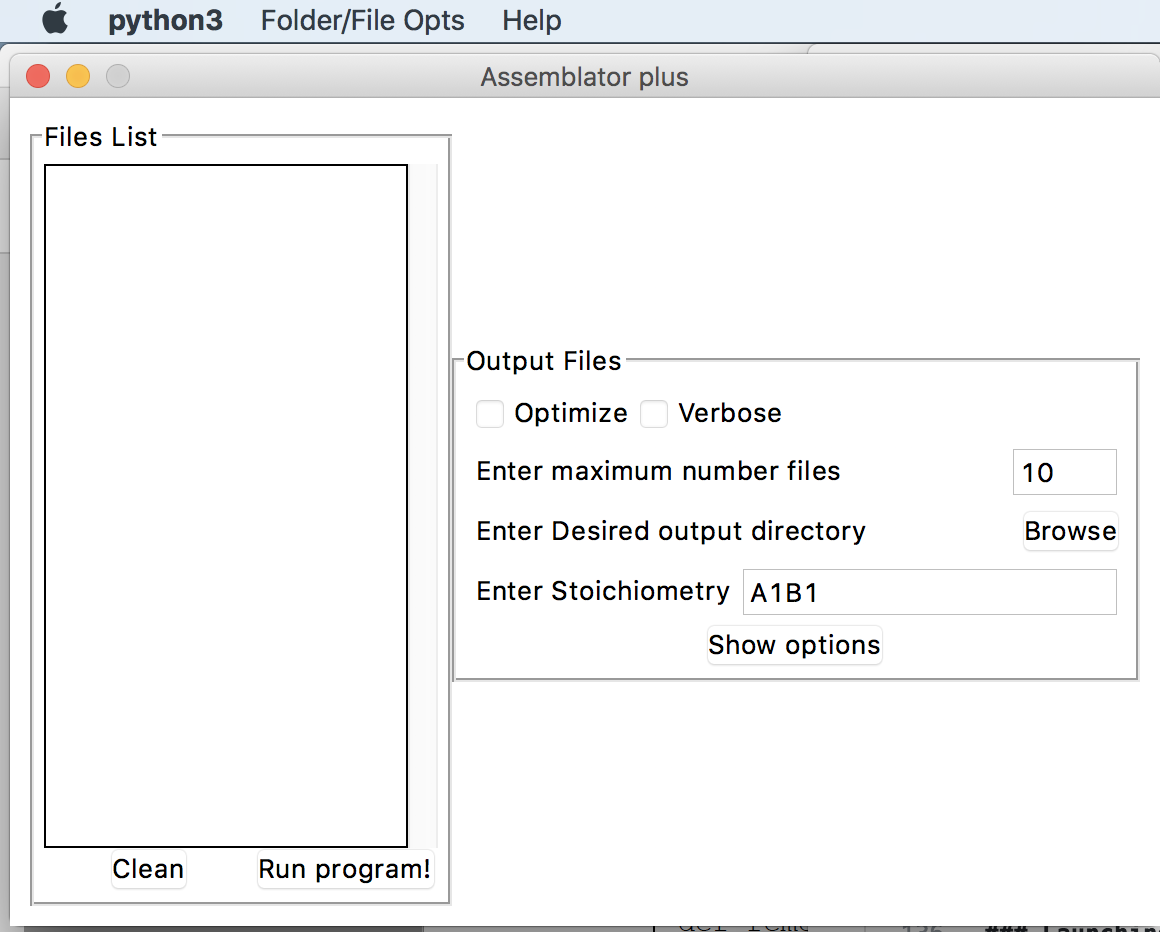 python3 Folder/File Opts Help
Assemblator plus
Files List
Clean Run program!
Output Files
Optimize Verbose
Enter maximum number files 10
Enter Desired output directory Browse
Enter Stoichiometry A1B1
Show options